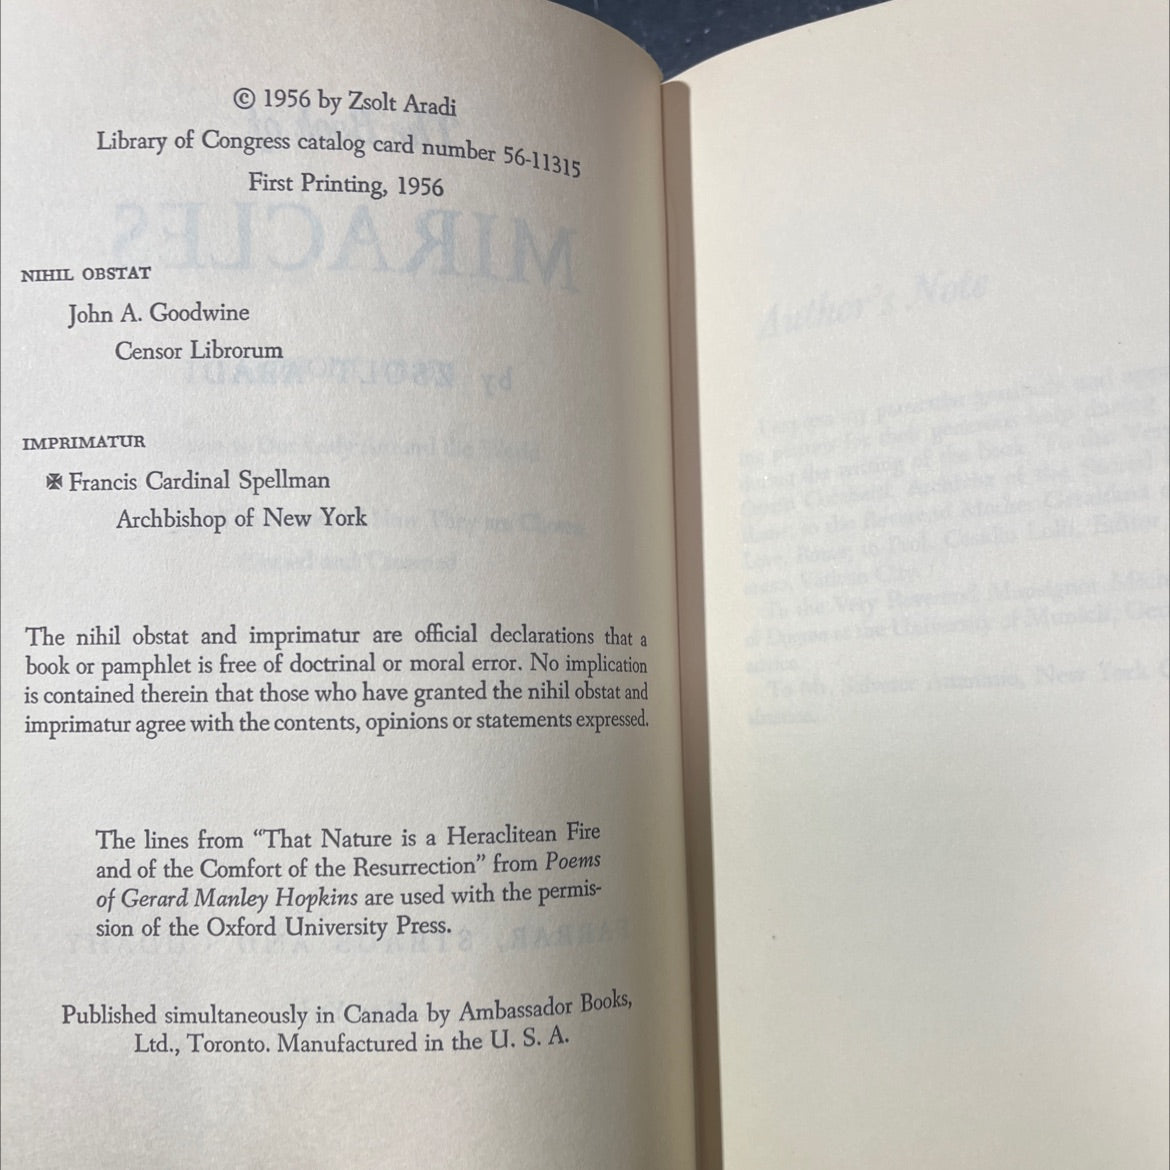 © 1956 by Zsolt Aradi
Library of Congress catalog card number 56-11315
First Printing, 1956
NIHIL OBSTAT
John A. Goodwine
Censor Librorum
IMPRIMATUR
✠ Francis Cardinal Spellman
Archbishop of New York
The nihil obstat and imprimatur are official declarations that a
book or pamphlet is free of doctrinal or moral error. No implication
is contained therein that those who have granted the nihil obstat and
imprimatur agree with the contents, opinions or statements expressed.
The lines from “That Nature is a Heraclitean Fire
and of the Comfort of the Resurrection” from Poems
of Gerard Manley Hopkins are used with the permis-
sion of the Oxford University Press.
Published simultaneously in Canada by Ambassador Books,
Ltd., Toronto. Manufactured in the U. S. A.
MIRACLES
Author's Note